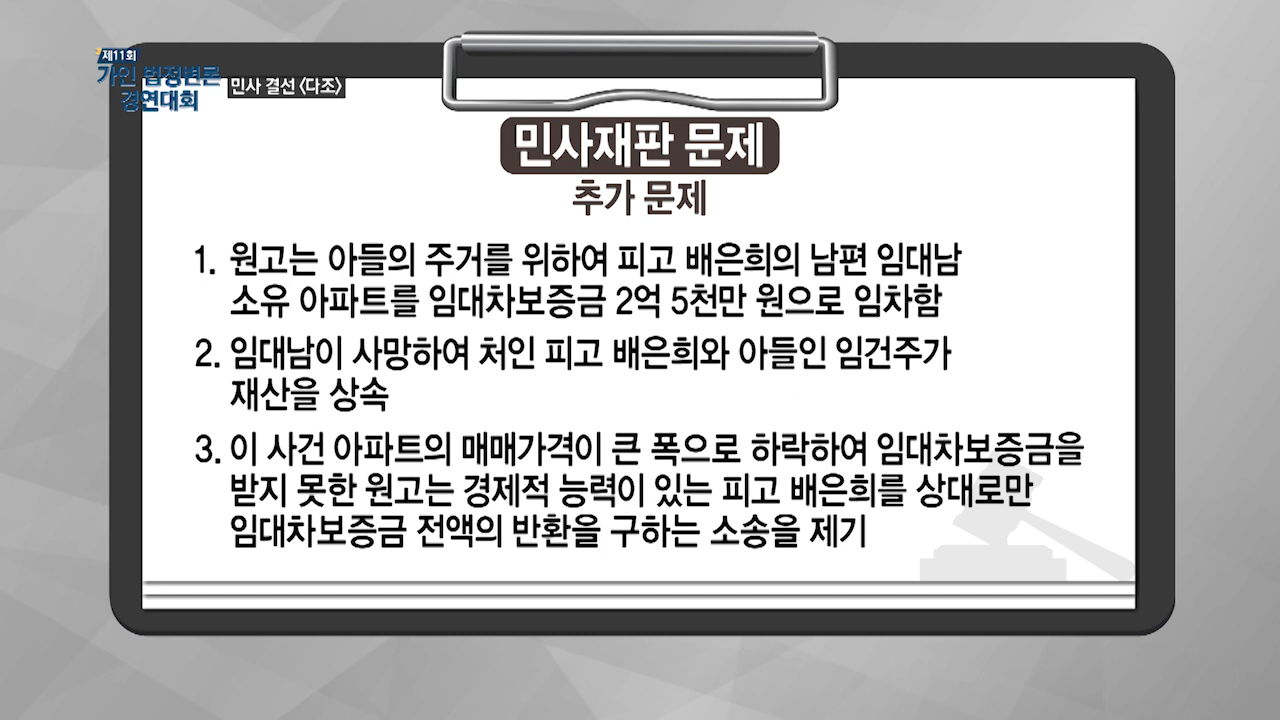 제11회
가인 법정변론
경연대회
민사 결선 <다조>
민사재판 문제
추가 문제
1. 원고는 아들의 주거를 위하여 피고 배은희의 남편 임대남
소유 아파트를 임대차보증금 2억 5천만 원으로 임차함
2. 임대남이 사망하여 처인 피고 배은희와 아들인 임건주가
재산을 상속
3. 이 사건 아파트의 매매가격이 큰 폭으로 하락하여 임대차보증금을
받지 못한 원고는 경제적 능력이 있는 피고 배은희를 상대로만
임대차보증금 전액의 반환을 구하는 소송을 제기